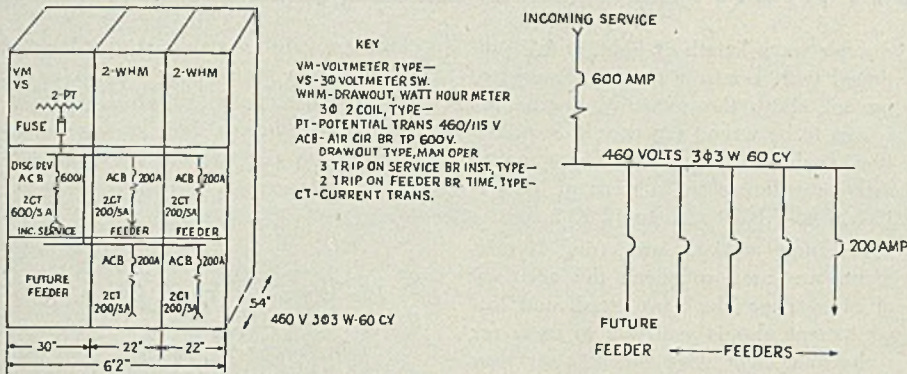 VM
VS
2-WHM
2-WHM
2-PT
FUSE
DISC DEV
ACB
600A
ACB
200A
ACB
200A
2CT
600/5A
2CT
200/5A
2CT
200/5A
INC. SERVICE
FEEDER
FEEDER
FUTURE
FEEDER
ACB
200A
ACB
200A
2CT
200/5A
2CT
200/5A
54"
460 V 3Φ3 W-60 CY
30"
22"
22"
6'2"
KEY
VM-VOLTMETER TYPE—
VS-3Φ VOLTMETER SW.
WHM-DRAWOUT, WATT HOUR METER
3Φ 2 COIL, TYPE—
PT-POTENTIAL TRANS 460/115 V
ACB-AIR CIR BR TP 600V.
DRAWOUT TYPE, MAN OPER
3 TRIP ON SERVICE BR INST, TYPE—
2 TRIP ON FEEDER BR. TIME, TYPE—
CT-CURRENT TRANS.
INCOMING SERVICE
600 AMP
460 VOLTS 3Φ3 W 60 CY
200 AMP
FUTURE
FEEDER
FEEDERS